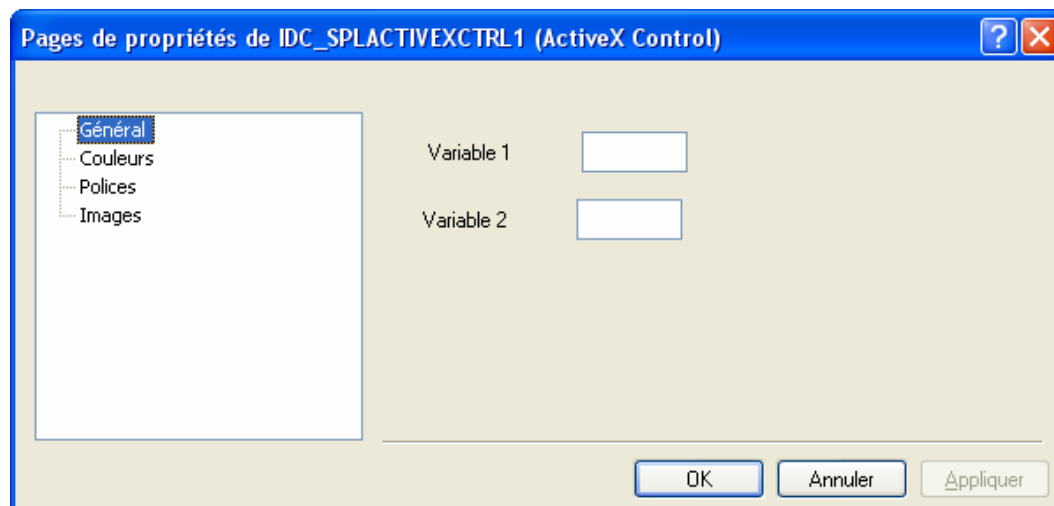 Pages de propriétés de IDC_SPLACTIVEXCTRL1 (ActiveX Control)
Général
Couleurs
Polices
Images
Variable 1
Variable 2
OK
Annuler
Appliquer